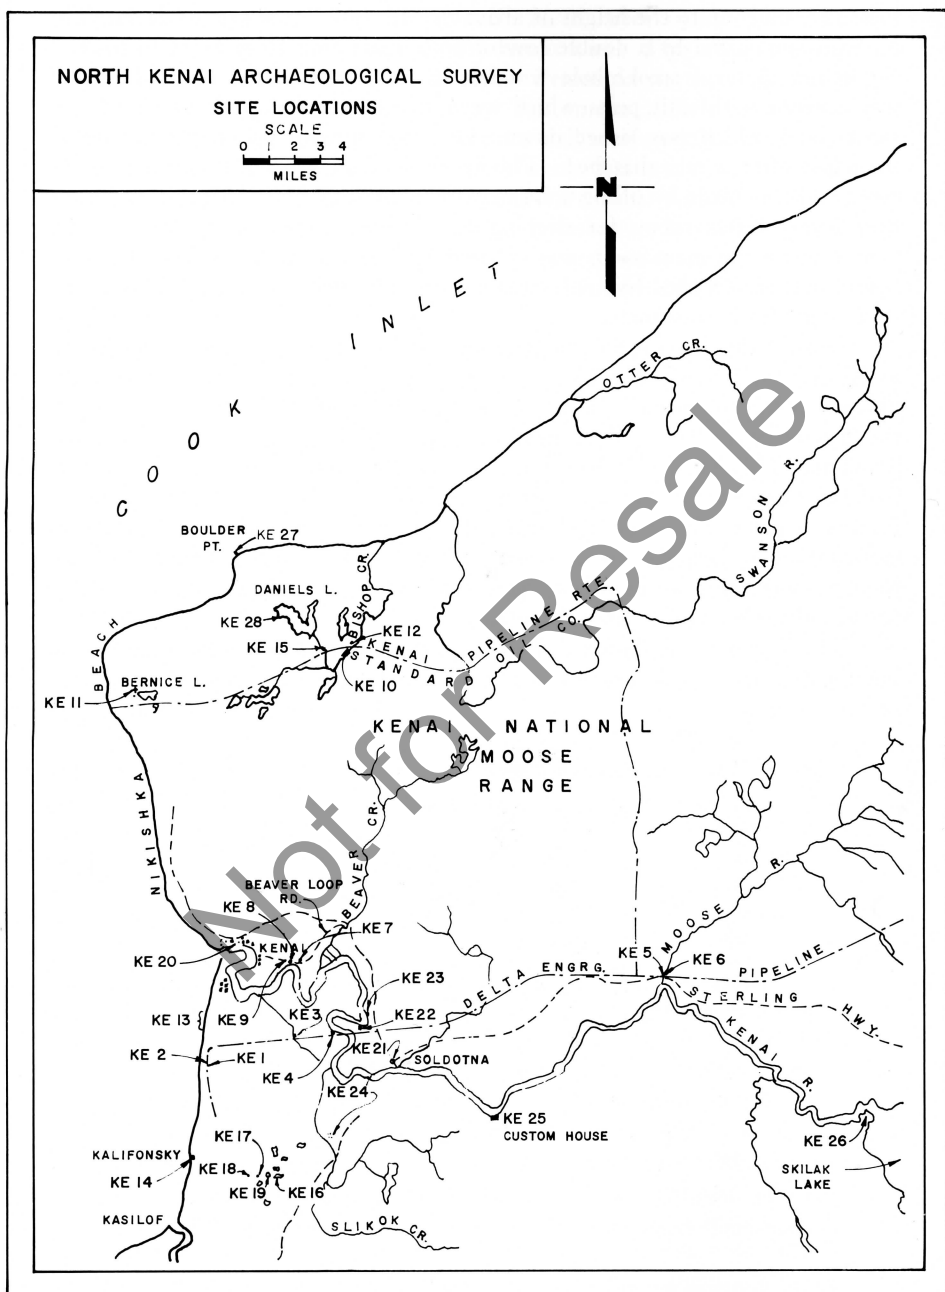 NORTH KENAI ARCHAEOLOGICAL SURVEY
SITE LOCATIONS
SCALE
0 1 2 3 4
MILES
N
COOK INLET
OTTER CR.
SWANSON R.
BOULDER PT.
KE 27
DANIELS L.
BISHOP CR.
KE 28
KE 12
KE 15
KENAI PIPELINE RTE.
STANDARD OIL CO.
KE 10
BERNICE L.
KE 11
NIKISHKA BEACH
KENAI NATIONAL
MOOSE
RANGE
BEAVER CR.
BEAVER LOOP
RD.
KE 8
KE 7
KENAI
KE 20
KE 9
KE 3
KE 23
KE 22
KE 13
KE 2
KE 1
KE 4
KE 21
SOLDOTNA
KE 24
DELTA ENGRG. PIPELINE
KE 5
KE 6
MOOSE R.
STERLING HWY.
KENAI R.
KE 25
CUSTOM HOUSE
KE 26
SKILAK
LAKE
KE 17
KE 18
KE 19
KE 16
KALIFONSKY
KE 14
KASILOF
SLIKOK CR.
Not for Resale